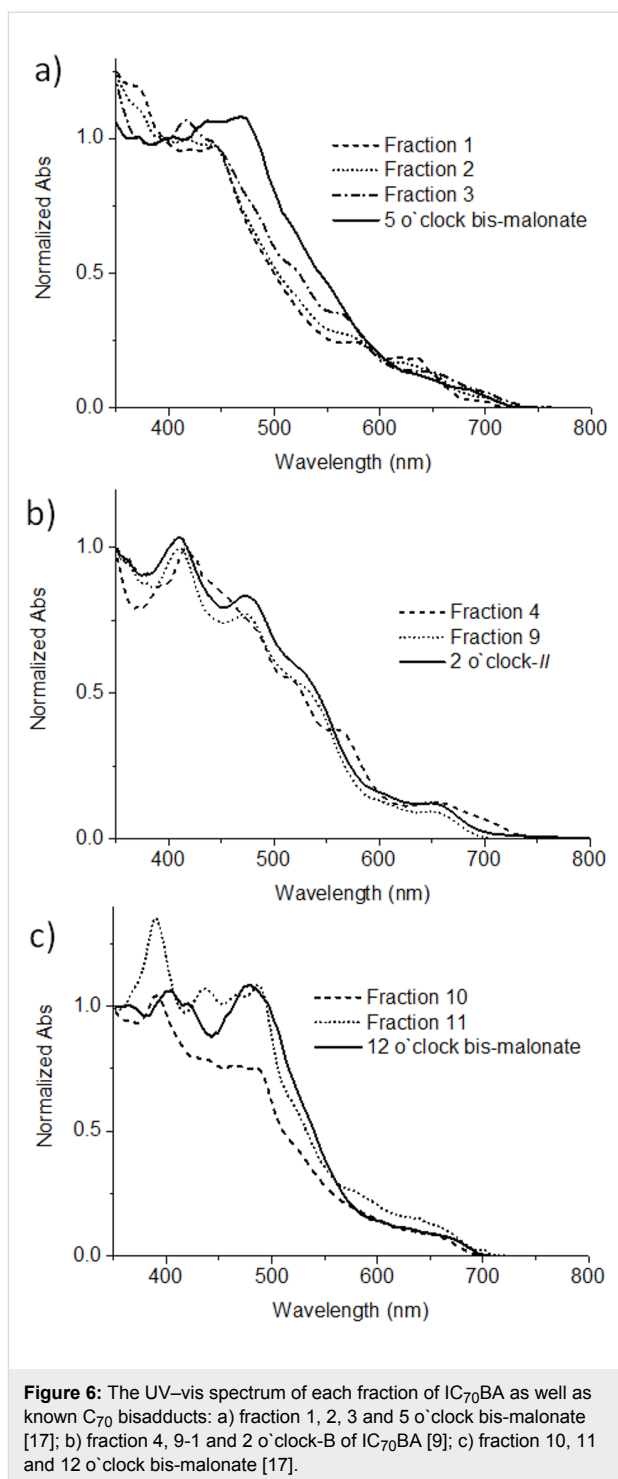 a)
Normalized Abs
1.0
0.5
0.0
Fraction 1
Fraction 2
Fraction 3
5 o`clock bis-malonate
400 500 600 700 800
Wavelength (nm)
b)
Normalized Abs
1.0
0.5
0.0
Fraction 4
Fraction 9
2 o`clock-II
400 500 600 700 800
Wavelength (nm)
c)
Normalized Abs
1.0
0.5
0.0
Fraction 10
Fraction 11
12 o`clock bis-malonate
400 500 600 700 800
Wavelength (nm)
Figure 6: The UV–vis spectrum of each fraction of IC70BA as well as
known C70 bisadducts: a) fraction 1, 2, 3 and 5 o`clock bis-malonate
[17]; b) fraction 4, 9-1 and 2 o`clock-B of IC70BA [9]; c) fraction 10, 11
and 12 o`clock bis-malonate [17].